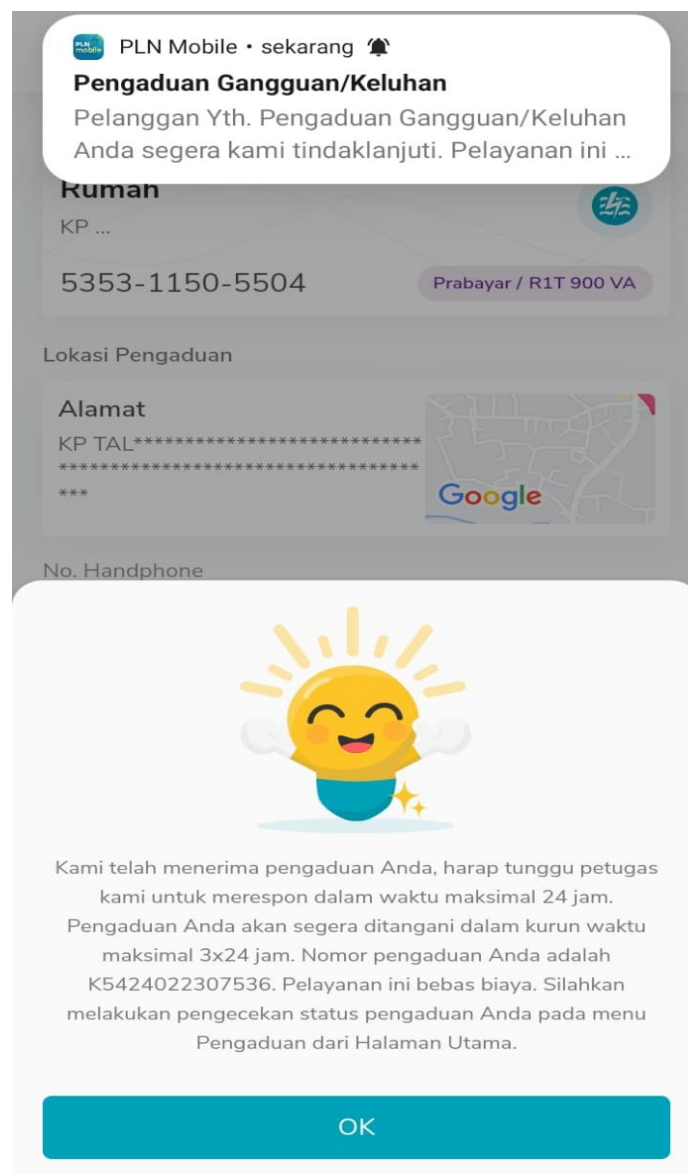 PLN Mobile • sekarang
Pengaduan Gangguan/Keluhan
Pelanggan Yth. Pengaduan Gangguan/Keluhan
Anda segera kami tindaklanjuti. Pelayanan ini ...
Rumah
KP ...
5353-1150-5504
Prabayar / R1T 900 VA
Lokasi Pengaduan
Alamat
KP TAL****************************
***********************************
***
Google
No. Handphone
Kami telah menerima pengaduan Anda, harap tunggu petugas
kami untuk merespon dalam waktu maksimal 24 jam.
Pengaduan Anda akan segera ditangani dalam kurun waktu
maksimal 3x24 jam. Nomor pengaduan Anda adalah
K5424022307536. Pelayanan ini bebas biaya. Silahkan
melakukan pengecekan status pengaduan Anda pada menu
Pengaduan dari Halaman Utama.
OK